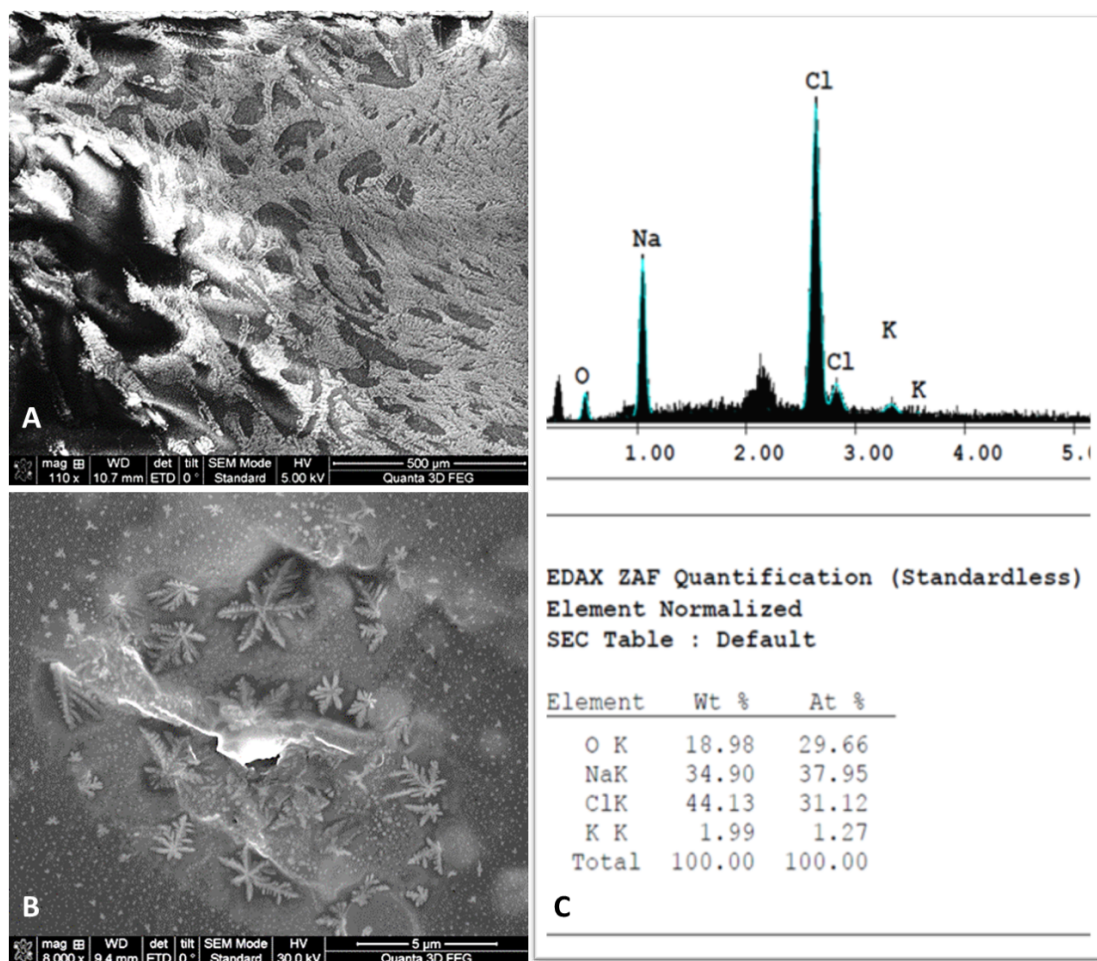 A
mag WD det tilt SEM Mode HV 500 µm
110 x 10.7 mm ETD 0 ° Standard 5.00 kV Quanta 3D FEG
B
mag WD det tilt SEM Mode HV 5 µm
8 000 x 9.4 mm ETD 0 ° Standard 30.0 kV Quanta 3D FEG
Cl
Na
K
O Cl K
1.00 2.00 3.00 4.00
EDAX ZAF Quantification (Standardless)
Element Normalized
SEC Table : Default
Element Wt % At %
O K 18.98 29.66
NaK 34.90 37.95
ClK 44.13 31.12
K K 1.99 1.27
Total 100.00 100.00
C